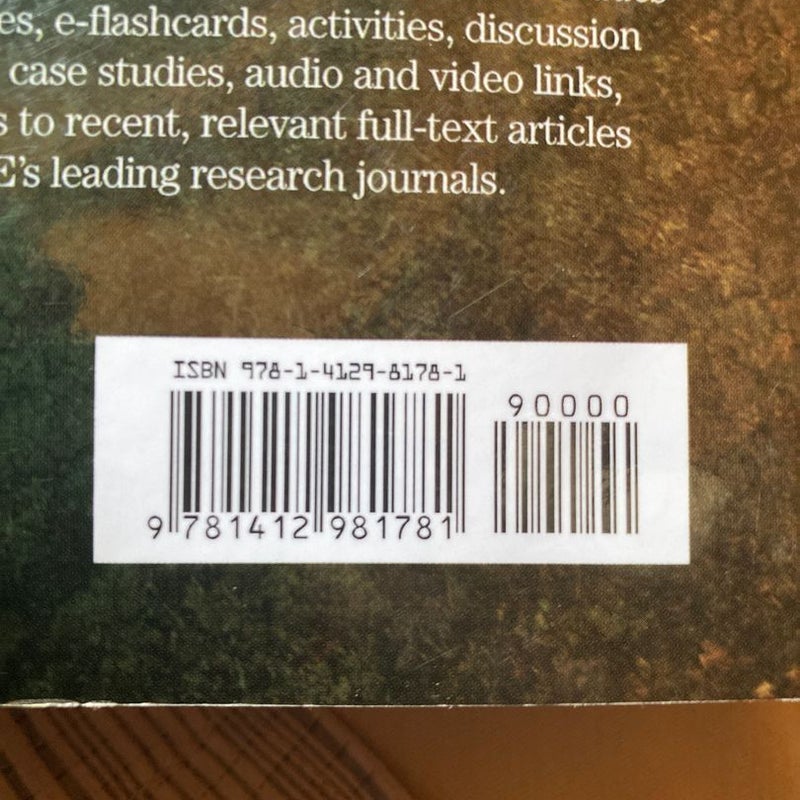 es, e-flashcards, activities, discussion
case studies, audio and video links,
s to recent, relevant full-text articles
E's leading research journals.
ISBN 978-1-4129-8178-1
90000
9 781412 981781